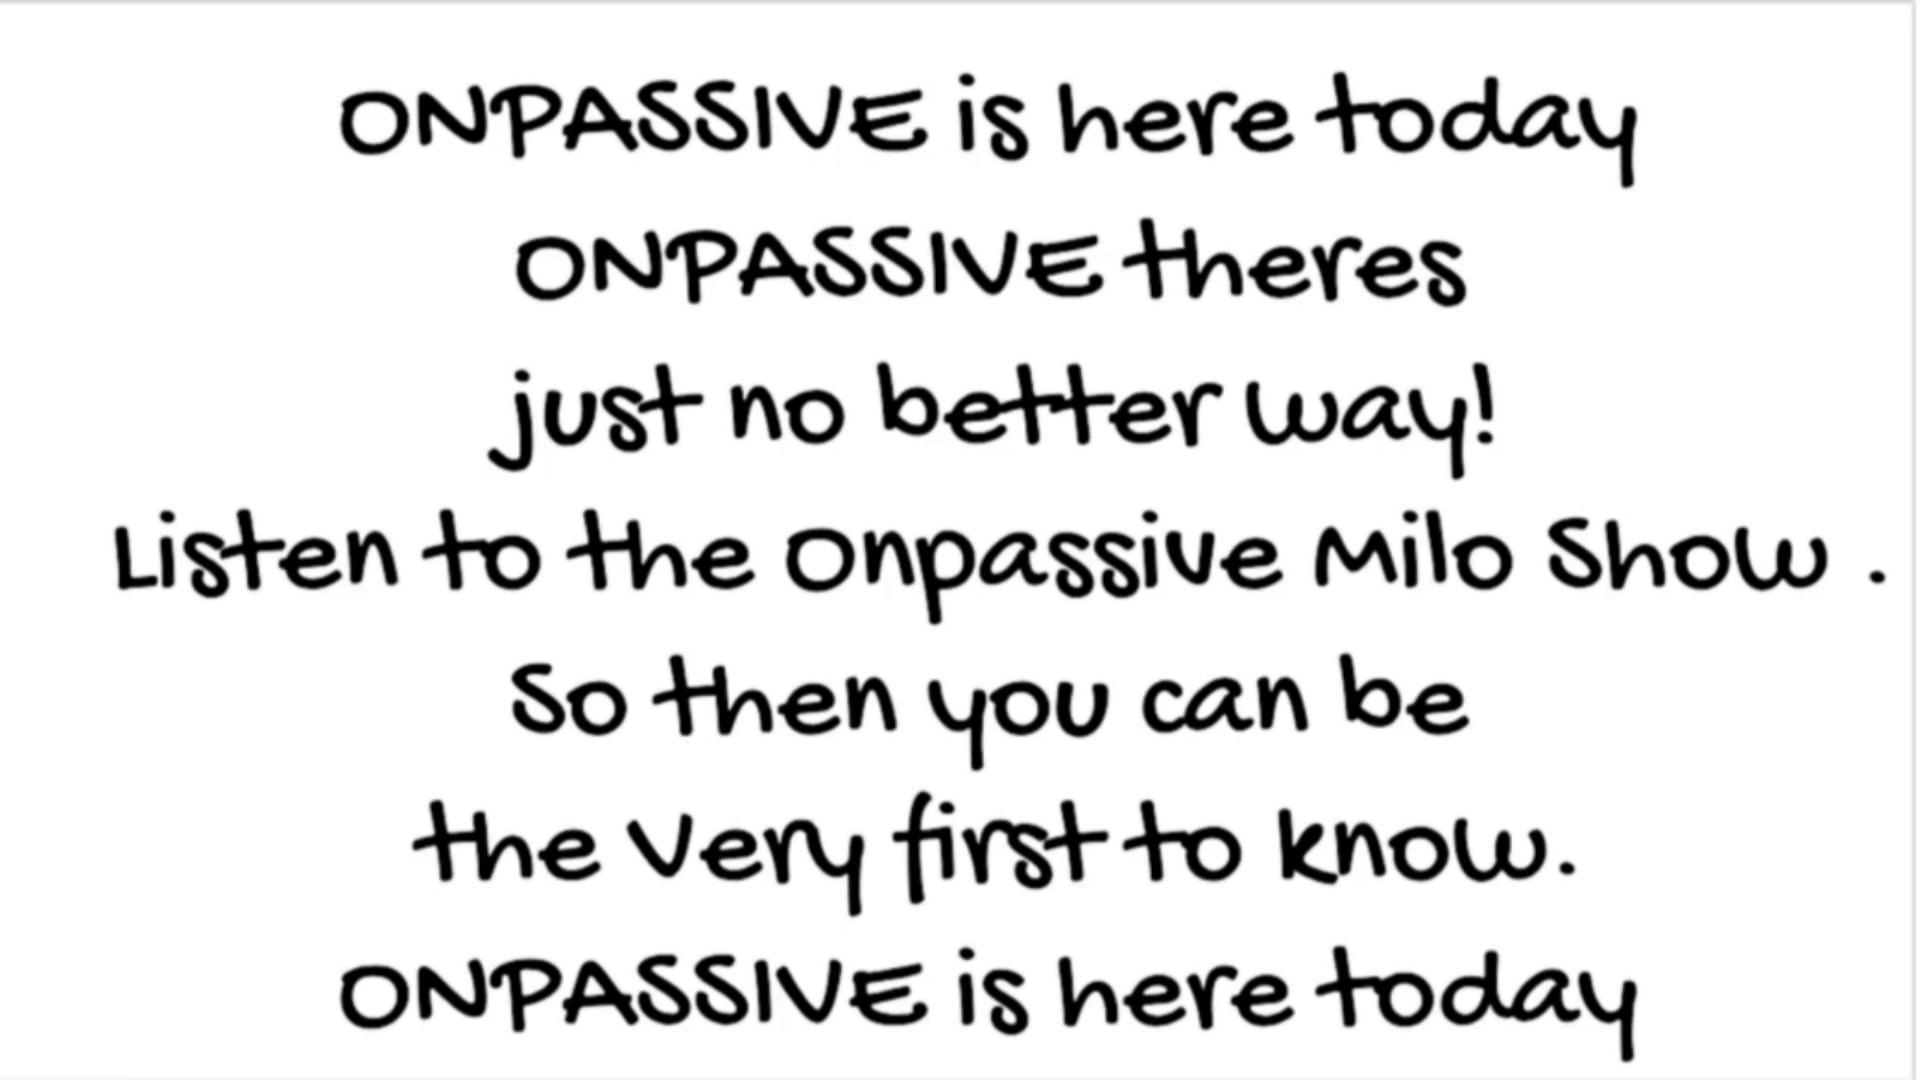 ONPASSIVE is here today
ONPASSIVE theres
just no better way!
Listen to the Onpassive Milo Show .
So then you can be
the very first to know.
ONPASSIVE is here today